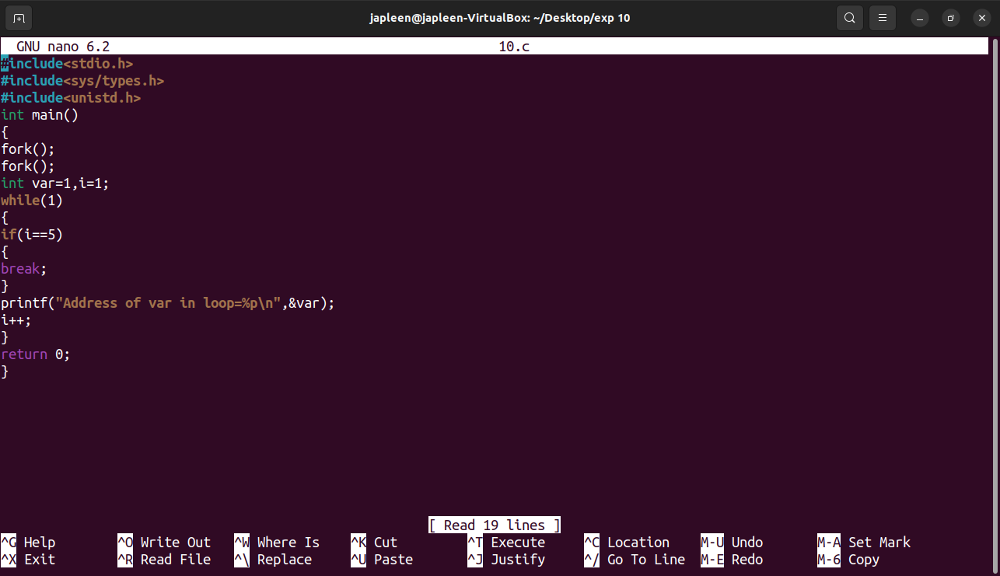 japleen@japleen-VirtualBox: ~/Desktop/exp 10
GNU nano 6.2 10.c
#include<stdio.h>
#include<sys/types.h>
#include<unistd.h>
int main()
{
fork();
fork();
int var=1,i=1;
while(1)
{
if(i==5)
{
break;
}
printf("Address of var in loop=%p\n",&var);
i++;
}
return 0;
}
[ Read 19 lines ]
^G Help ^O Write Out ^W Where Is ^K Cut ^T Execute ^C Location M-U Undo M-A Set Mark
^X Exit ^R Read File ^\ Replace ^U Paste ^J Justify ^/ Go To Line M-E Redo M-6 Copy